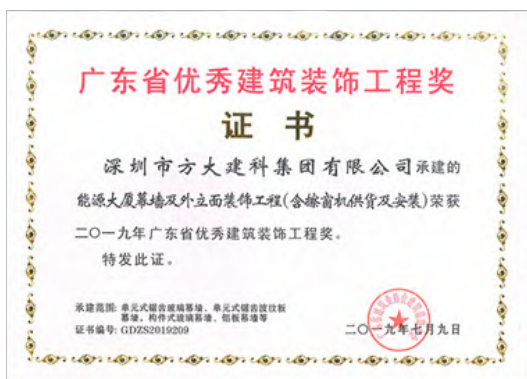 广东省优秀建筑装饰工程奖
证书
深圳市方大建科集团有限公司承建的
能源大厦幕墙及外立面装饰工程(含擦窗机供货及安装)荣获
二〇一九年广东省优秀建筑装饰工程奖。
特发此证。
承建范围: 单元式锯齿玻璃幕墙、单元式锯齿波纹板
幕墙、构件式玻璃幕墙、铝板幕墙等
证书编号: GDZS2019209
二〇一九年七月九日